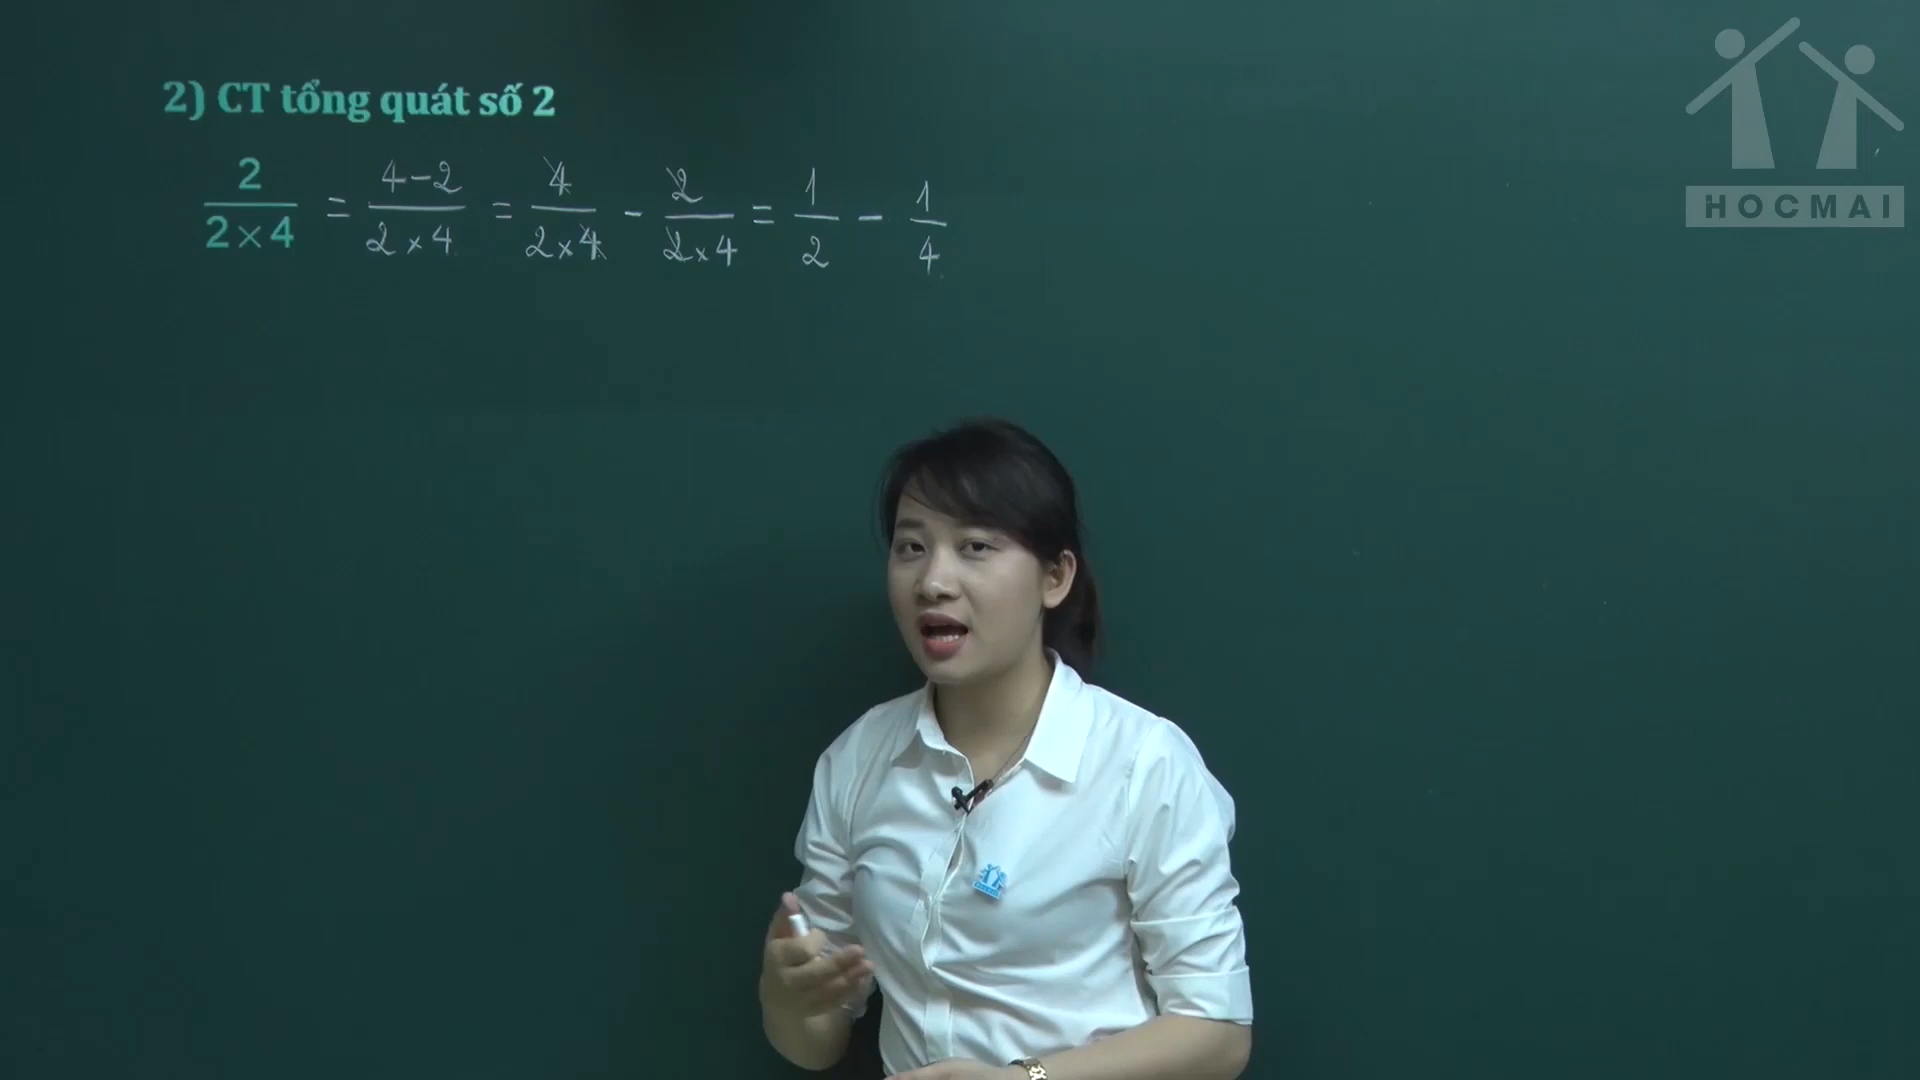 HOCMAI
2) CT tổng quát số 2
2/(2×4) = (4-2)/(2×4) = 4/(2×4) - 2/(2×4) = 1/2 - 1/4